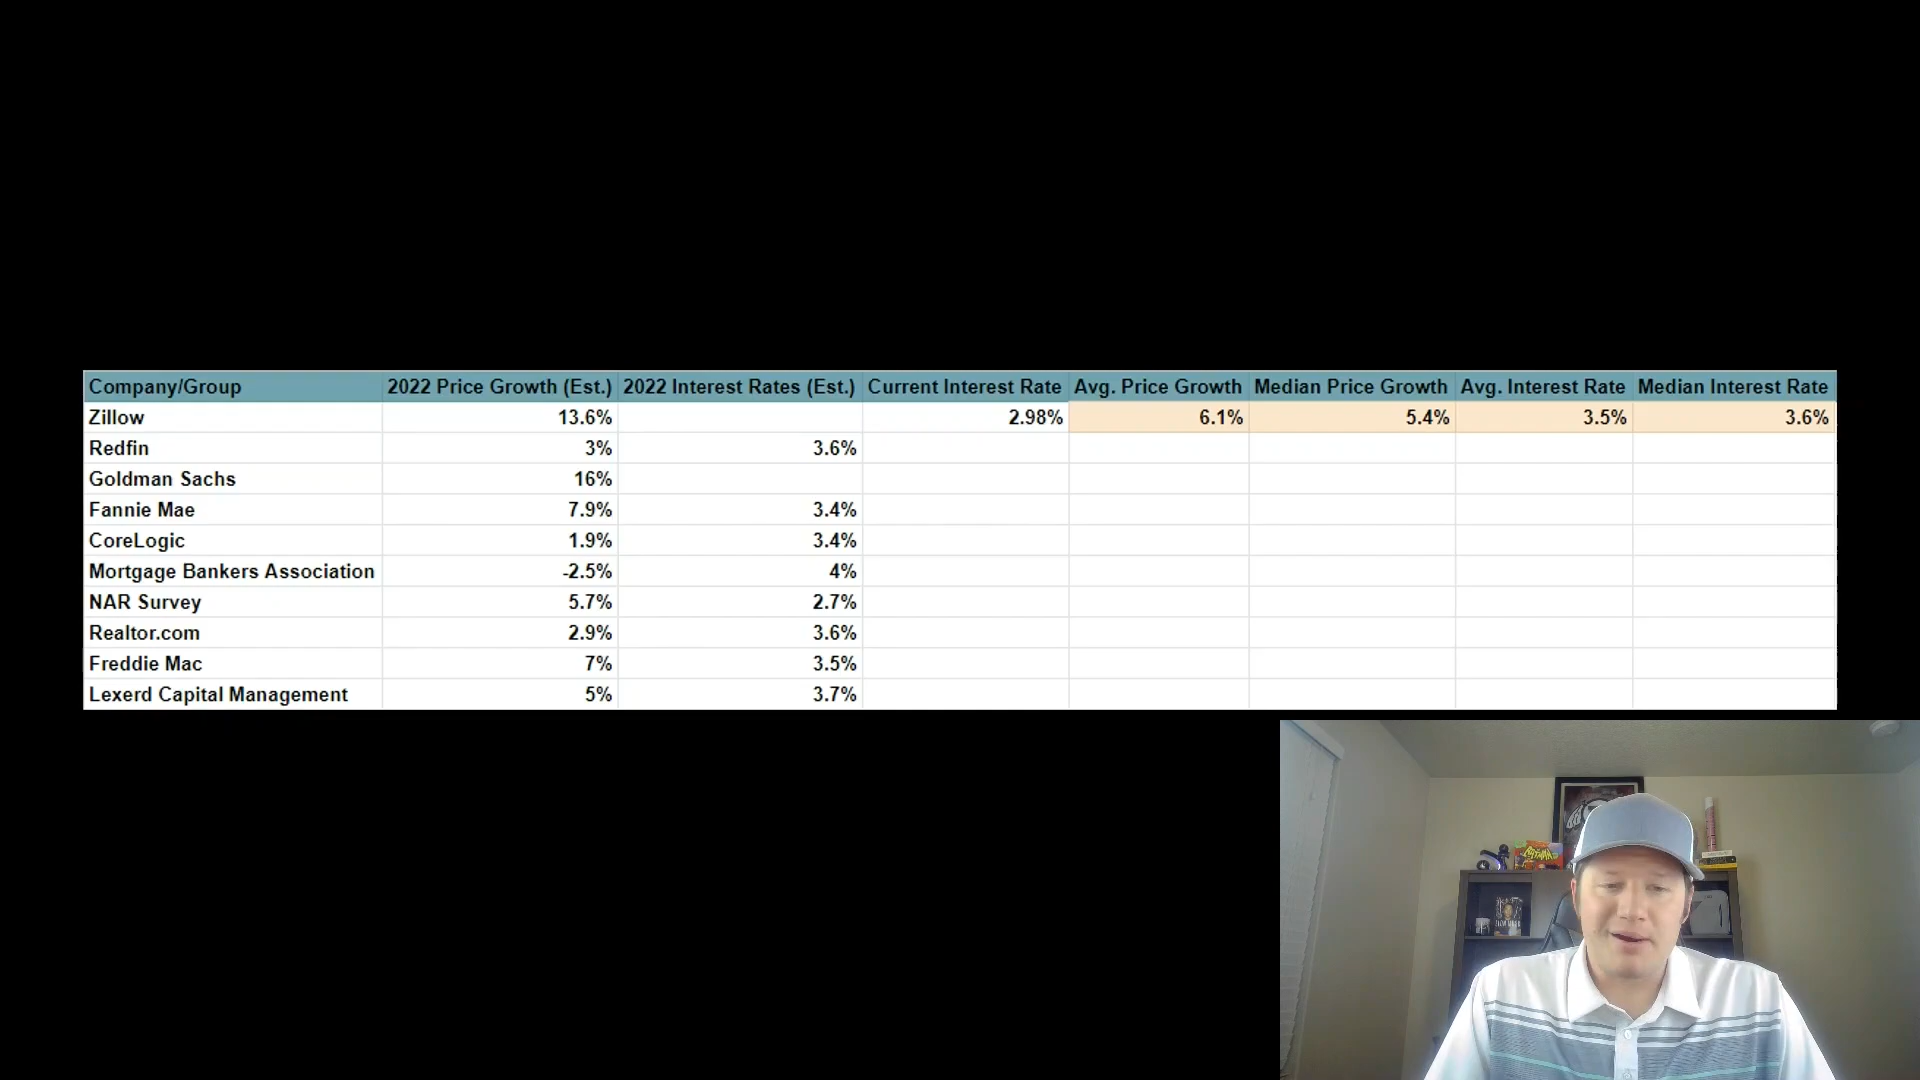 Company/Group 2022 Price Growth (Est.) 2022 Interest Rates (Est.) Current Interest Rate Avg. Price Growth Median Price Growth Avg. Interest Rate Median Interest Rate
Zillow 13.6% 2.98% 6.1% 5.4% 3.5% 3.6%
Redfin 3% 3.6%
Goldman Sachs 16%
Fannie Mae 7.9% 3.4%
CoreLogic 1.9% 3.4%
Mortgage Bankers Association -2.5% 4%
NAR Survey 5.7% 2.7%
Realtor.com 2.9% 3.6%
Freddie Mac 7% 3.5%
Lexerd Capital Management 5% 3.7%